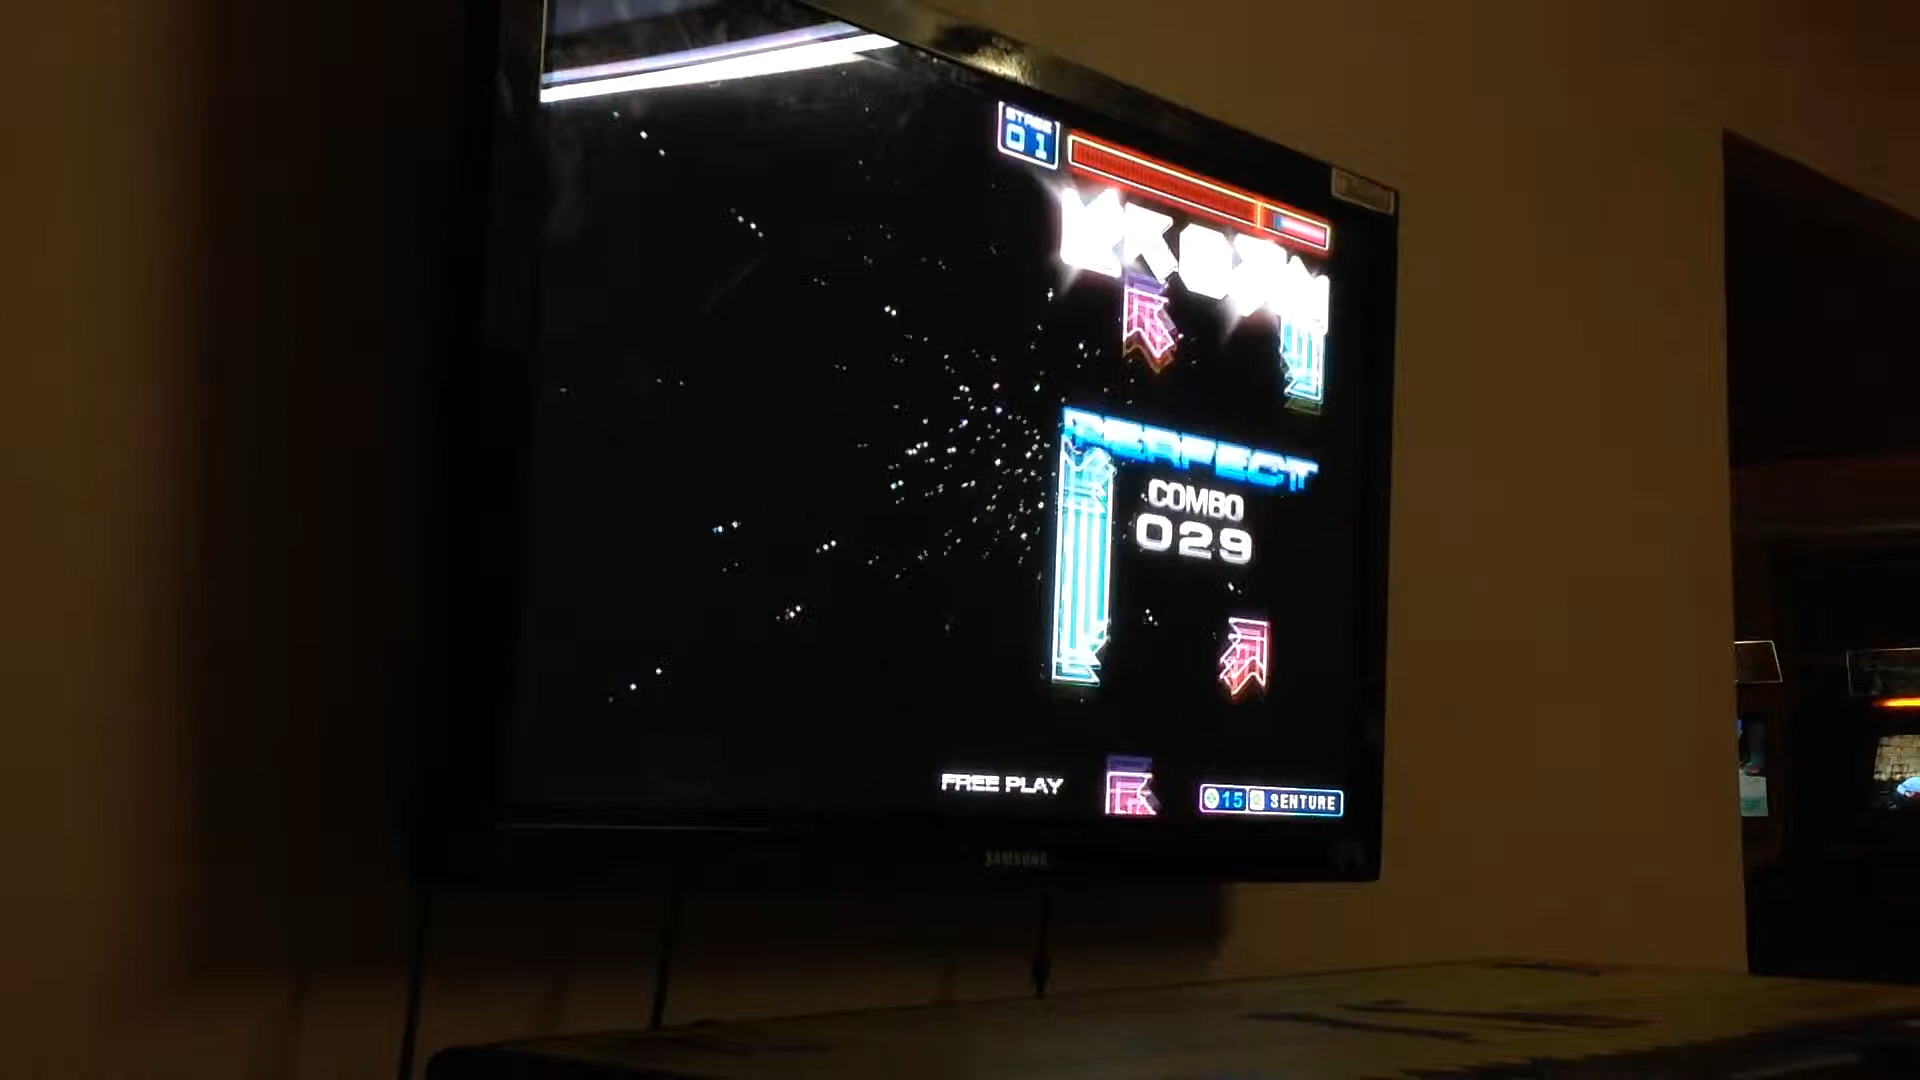 STAGE
01
PERFECT
COMBO
029
FREE PLAY
15 SENTURE
SAMSUNG